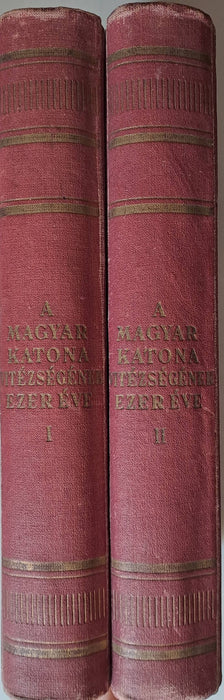 A
MAGYAR
KATONA
VITÉZSÉGÉNEK
EZER ÉVE
I
A
MAGYAR
KATONA
VITÉZSÉGÉNEK
EZER ÉVE
II